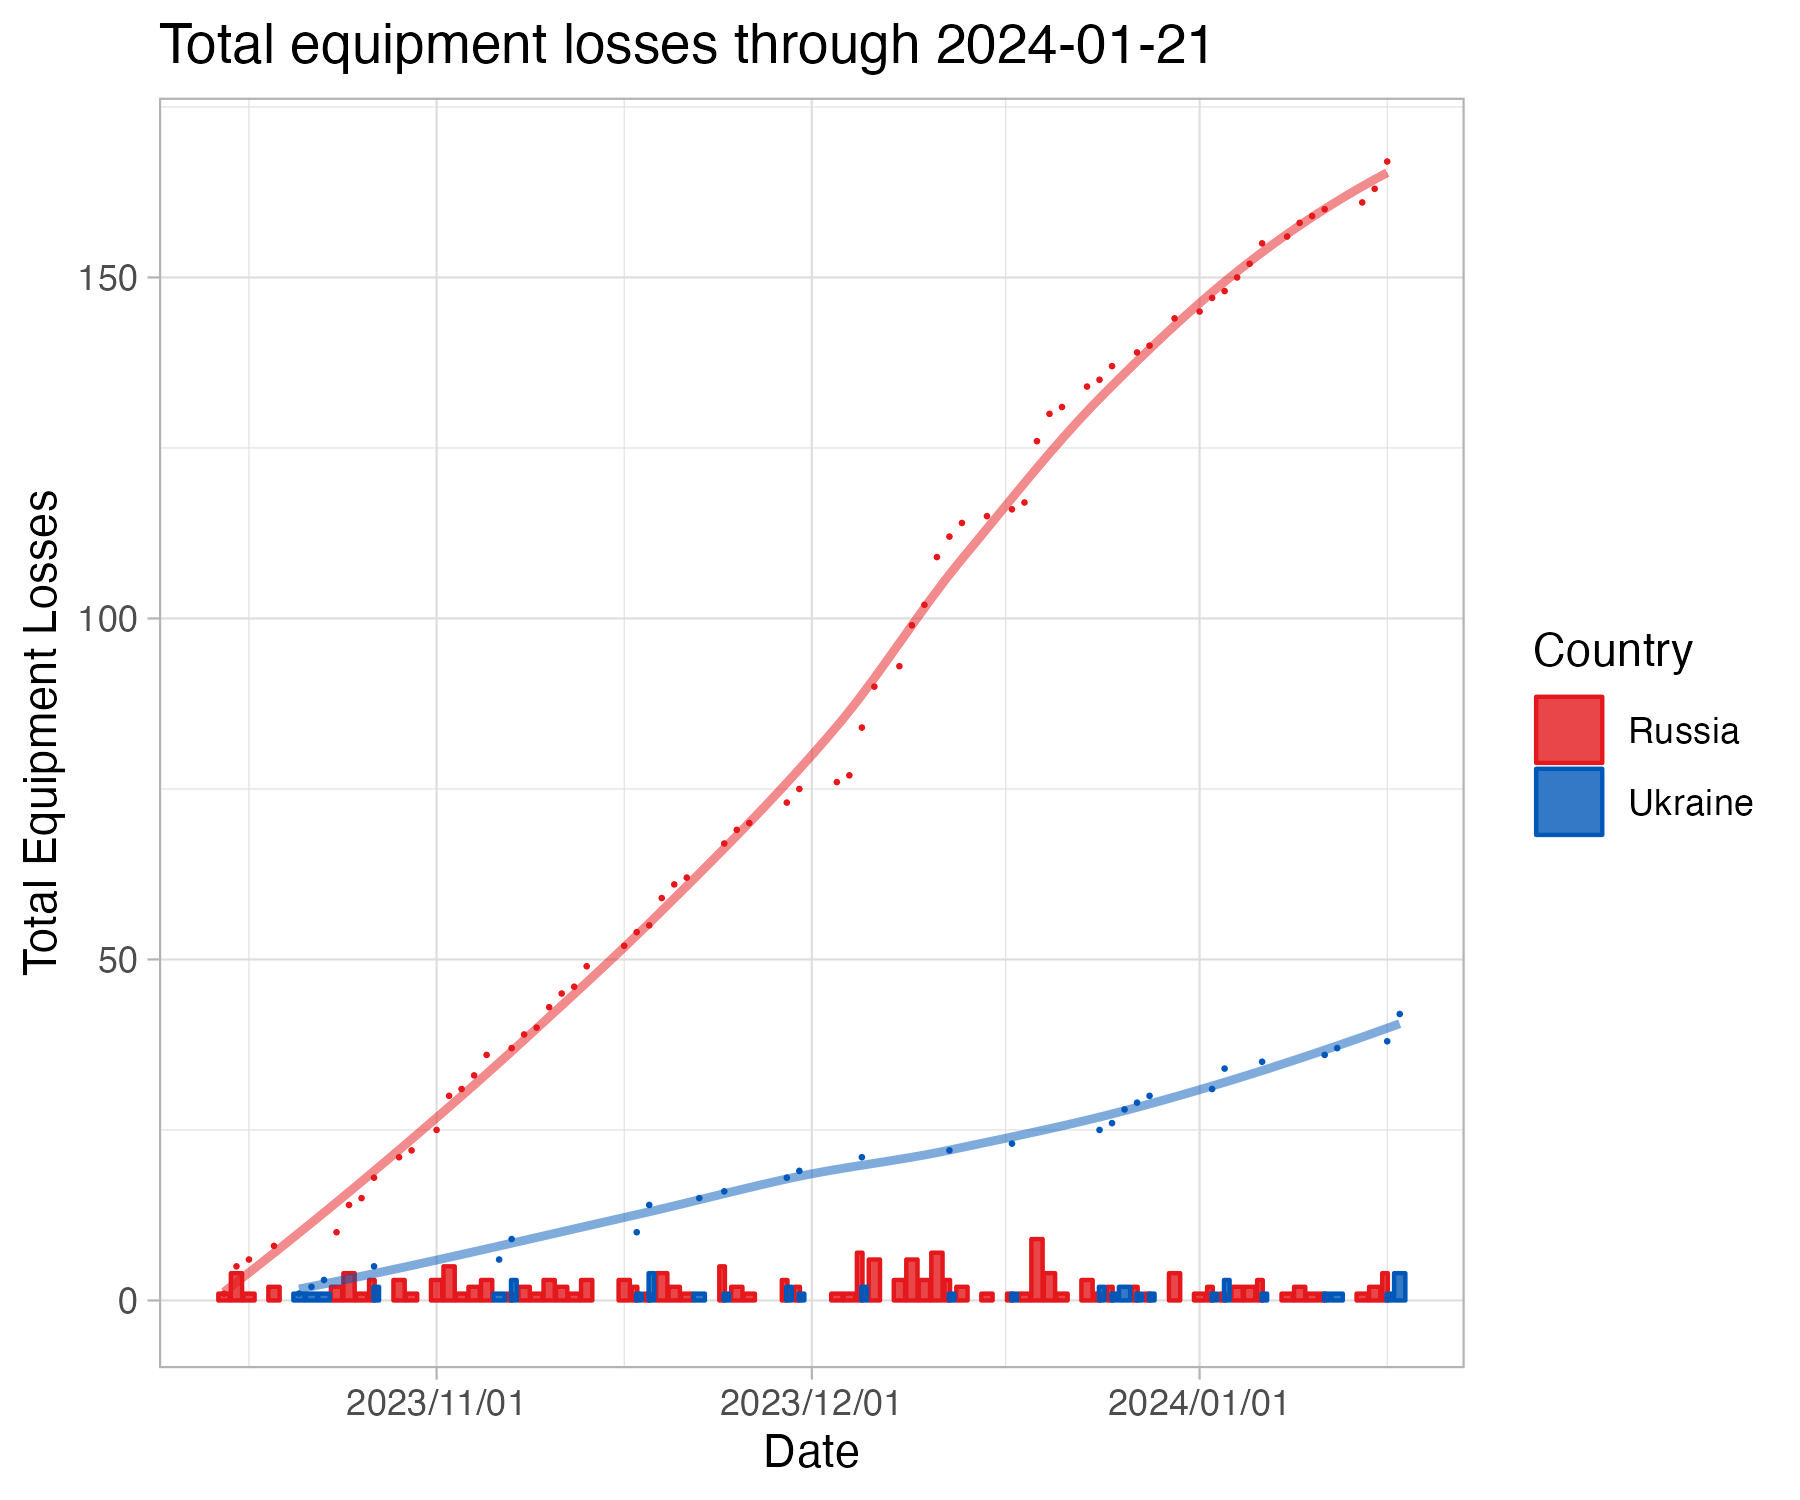 Total equipment losses through 2024-01-21
Total Equipment Losses
150
100
50
0
2023/11/01
2023/12/01
2024/01/01
Date
Country
Russia
Ukraine